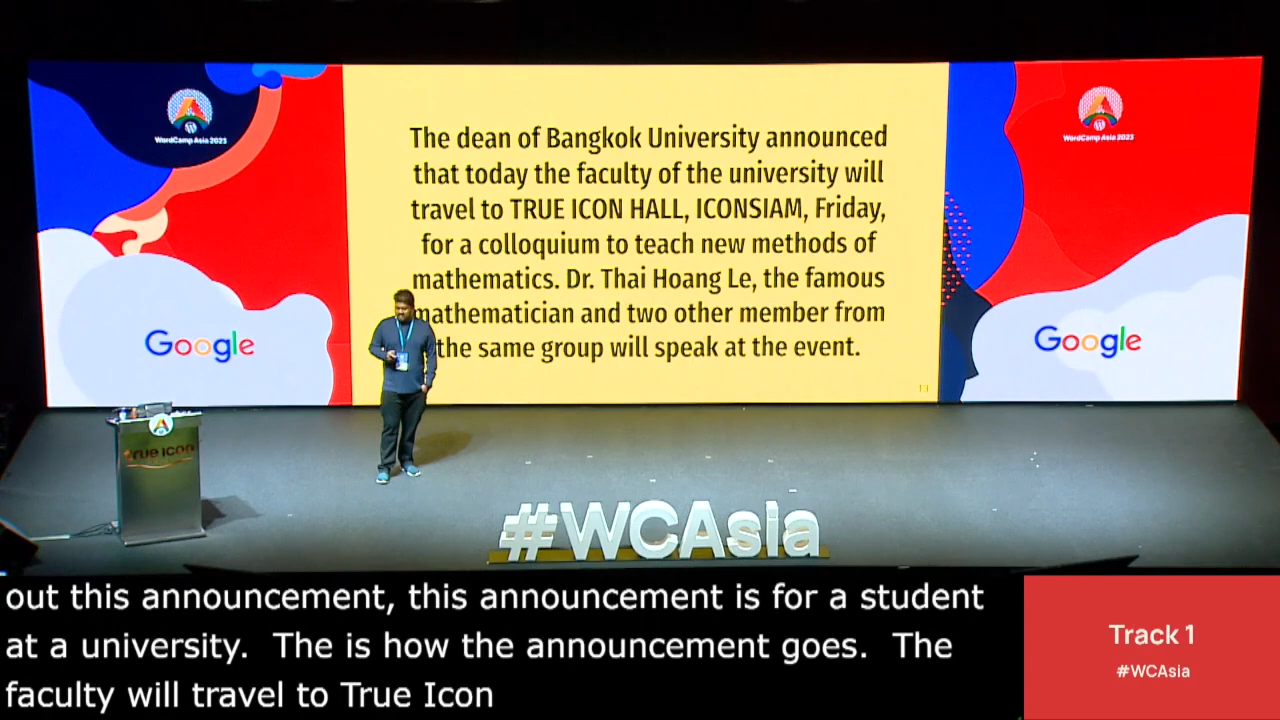 WordCamp Asia 2023
WordCamp Asia 2023
The dean of Bangkok University announced
that today the faculty of the university will
travel to TRUE ICON HALL, ICONSIAM, Friday,
for a colloquium to teach new methods of
mathematics. Dr. Thai Hoang Le, the famous
mathematician and two other member from
the same group will speak at the event.
Google
Google
true icon
#WCAsia
out this announcement, this announcement is for a student
at a university.  The is how the announcement goes.  The
faculty will travel to True Icon
Track 1
#WCAsia